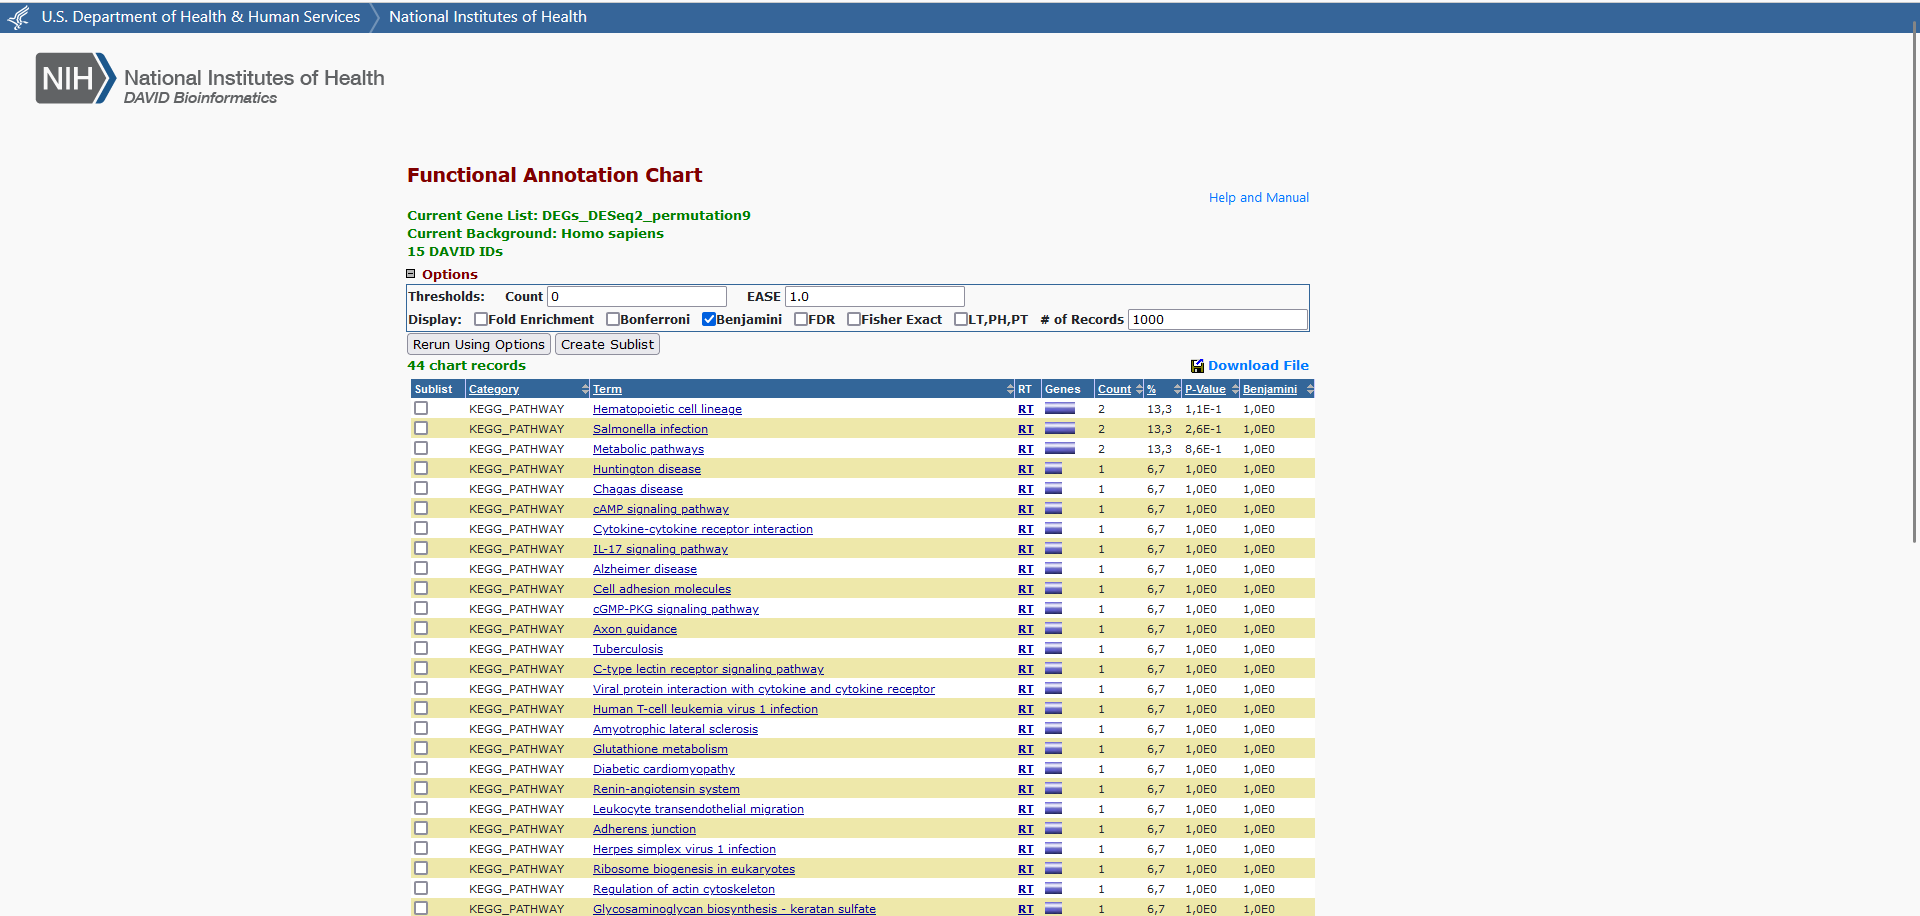 U.S. Department of Health & Human Services National Institutes of Health
NIH National Institutes of Health
DAVID Bioinformatics
Functional Annotation Chart
Help and Manual
Current Gene List: DEGs_DESeq2_permutation9
Current Background: Homo sapiens
15 DAVID IDs
Options
Thresholds: Count 0 EASE 1.0
Display: Fold Enrichment Bonferroni Benjamini FDR Fisher Exact LT,PH,PT # of Records 1000
Rerun Using Options Create Sublist
44 chart records Download File
Sublist Category Term RT Genes Count % P-Value Benjamini
KEGG_PATHWAY Hematopoietic cell lineage RT 2 13,3 1,1E-1 1,0E0
KEGG_PATHWAY Salmonella infection RT 2 13,3 2,6E-1 1,0E0
KEGG_PATHWAY Metabolic pathways RT 2 13,3 8,6E-1 1,0E0
KEGG_PATHWAY Huntington disease RT 1 6,7 1,0E0 1,0E0
KEGG_PATHWAY Chagas disease RT 1 6,7 1,0E0 1,0E0
KEGG_PATHWAY cAMP signaling pathway RT 1 6,7 1,0E0 1,0E0
KEGG_PATHWAY Cytokine-cytokine receptor interaction RT 1 6,7 1,0E0 1,0E0
KEGG_PATHWAY IL-17 signaling pathway RT 1 6,7 1,0E0 1,0E0
KEGG_PATHWAY Alzheimer disease RT 1 6,7 1,0E0 1,0E0
KEGG_PATHWAY Cell adhesion molecules RT 1 6,7 1,0E0 1,0E0
KEGG_PATHWAY cGMP-PKG signaling pathway RT 1 6,7 1,0E0 1,0E0
KEGG_PATHWAY Axon guidance RT 1 6,7 1,0E0 1,0E0
KEGG_PATHWAY Tuberculosis RT 1 6,7 1,0E0 1,0E0
KEGG_PATHWAY C-type lectin receptor signaling pathway RT 1 6,7 1,0E0 1,0E0
KEGG_PATHWAY Viral protein interaction with cytokine and cytokine receptor RT 1 6,7 1,0E0 1,0E0
KEGG_PATHWAY Human T-cell leukemia virus 1 infection RT 1 6,7 1,0E0 1,0E0
KEGG_PATHWAY Amyotrophic lateral sclerosis RT 1 6,7 1,0E0 1,0E0
KEGG_PATHWAY Glutathione metabolism RT 1 6,7 1,0E0 1,0E0
KEGG_PATHWAY Diabetic cardiomyopathy RT 1 6,7 1,0E0 1,0E0
KEGG_PATHWAY Renin-angiotensin system RT 1 6,7 1,0E0 1,0E0
KEGG_PATHWAY Leukocyte transendothelial migration RT 1 6,7 1,0E0 1,0E0
KEGG_PATHWAY Adherens junction RT 1 6,7 1,0E0 1,0E0
KEGG_PATHWAY Herpes simplex virus 1 infection RT 1 6,7 1,0E0 1,0E0
KEGG_PATHWAY Ribosome biogenesis in eukaryotes RT 1 6,7 1,0E0 1,0E0
KEGG_PATHWAY Regulation of actin cytoskeleton RT 1 6,7 1,0E0 1,0E0
KEGG_PATHWAY Glycosaminoglycan biosynthesis - keratan sulfate RT 1 6,7 1,0E0 1,0E0